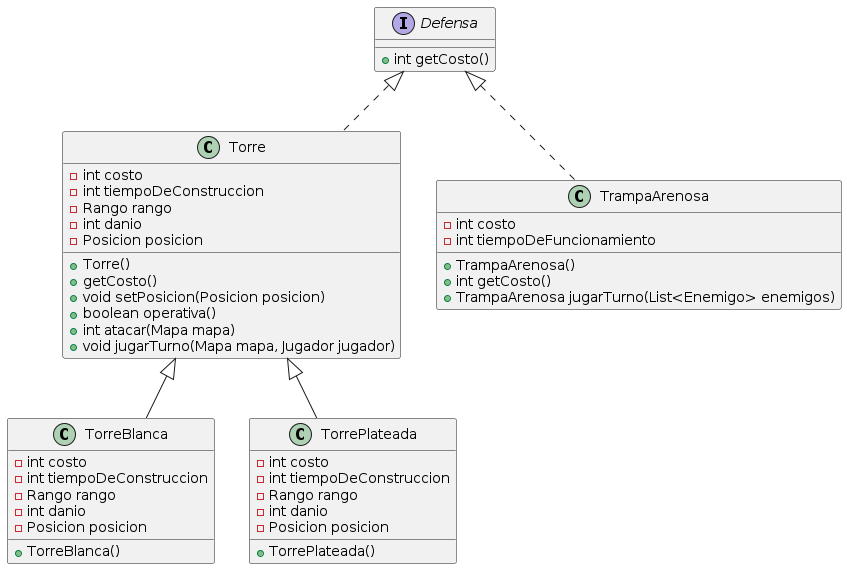 I Defensa
int getCosto()
C Torre
int costo
int tiempoDeConstruccion
Rango rango
int danio
Posicion posicion
Torre()
getCosto()
void setPosicion(Posicion posicion)
boolean operativa()
int atacar(Mapa mapa)
void jugarTurno(Mapa mapa, Jugador jugador)
C TrampaArenosa
int costo
int tiempoDeFuncionamiento
TrampaArenosa()
int getCosto()
TrampaArenosa jugarTurno(List<Enemigo> enemigos)
C TorreBlanca
int costo
int tiempoDeConstruccion
Rango rango
int danio
Posicion posicion
TorreBlanca()
C TorrePlateada
int costo
int tiempoDeConstruccion
Rango rango
int danio
Posicion posicion
TorrePlateada()